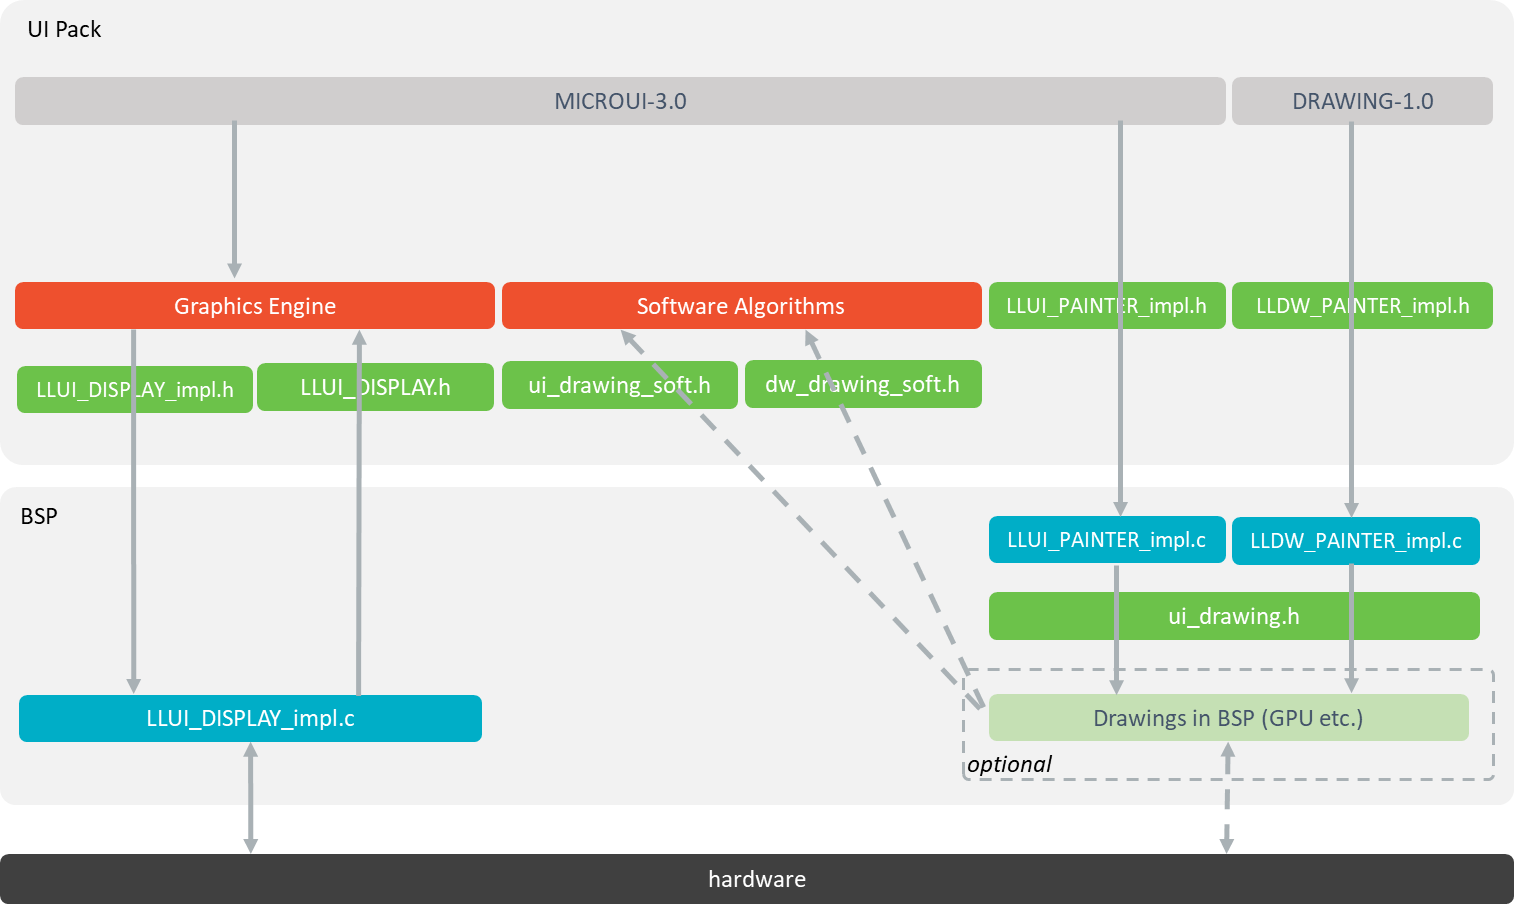 UI Pack
MICROUI-3.0
DRAWING-1.0
Graphics Engine
Software Algorithms
LLUI_PAINTER_impl.h
LLDW_PAINTER_impl.h
LLUI_DISPLAY_impl.h
LLUI_DISPLAY.h
ui_drawing_soft.h
dw_drawing_soft.h
BSP
LLUI_PAINTER_impl.c
LLDW_PAINTER_impl.c
ui_drawing.h
LLUI_DISPLAY_impl.c
Drawings in BSP (GPU etc.)
optional
hardware